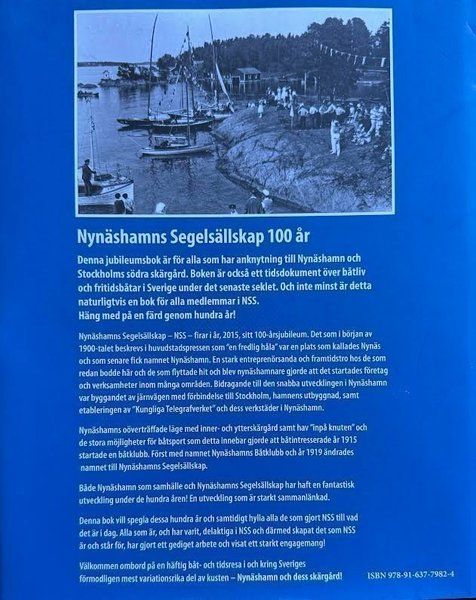 Nynäshamns Segelsällskap 100 år
Denna jubileumsbok är för alla som har anknytning till Nynäshamn och
Stockholms södra skärgård. Boken är också ett tidsdokument över båtliv
och fritidsbåtar i Sverige under det senaste seklet. Och inte minst är detta
naturligtvis en bok för alla medlemmar i NSS.
Häng med på en färd genom hundra år!
Nynäshamns Segelsällskap – NSS – firar i år, 2015, sitt 100-årsjubileum. Det som i början av
1900-talet beskrevs i huvudstadspressen som "en fredlig håla" var en plats som kallades Nynäs
och som senare fick namnet Nynäshamn. En stark entreprenörsanda och framtidstro hos de som
redan bodde här och de som flyttade hit och blev nynäshamnare gjorde att det startades företag
och verksamheter inom många områden. Bidragande till den snabba utvecklingen i Nynäshamn
var byggandet av järnvägen med förbindelse till Stockholm, hamnens utbyggnad, samt
etableringen av "Kungliga Telegrafverket" och dess verkstäder i Nynäshamn.
Nynäshamns oöverträffade läge med inner- och ytterskärgård samt hav "inpå knuten" och
de stora möjligheter för båtsport som detta innebar gjorde att båtintresserade år 1915
startade en båtklubb. Först med namnet Nynäshamns Båtklubb och år 1919 ändrades
namnet till Nynäshamns Segelsällskap.
Både Nynäshamn som samhälle och Nynäshamns Segelsällskap har haft en fantastisk
utveckling under de hundra åren! En utveckling som är starkt sammanlänkad.
Denna bok vill spegla dessa hundra år och samtidigt hylla alla de som gjort NSS till vad
det är i dag. Alla som är, och har varit, delaktiga i NSS och därmed skapat det som NSS
är och står för, har gjort ett gediget arbete och visat ett starkt engagemang!
Välkommen ombord på en häftig båt- och tidsresa i och kring Sveriges
förmodligen mest variationsrika del av kusten – Nynäshamn och dess skärgård!
ISBN 978-91-637-7982-4